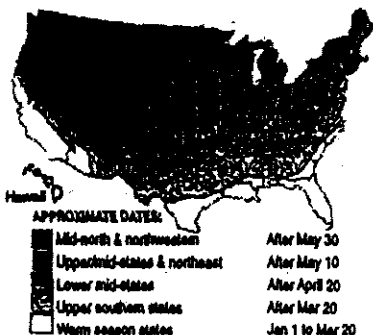 Hawaii
APPROXIMATE DATES:
Mid-north & northwestern After May 30
Upper/mid-states & northeast After May 10
Lower mid-states After April 20
Upper southern states After Mar 20
Warm season states Jan 1 to Mar 20